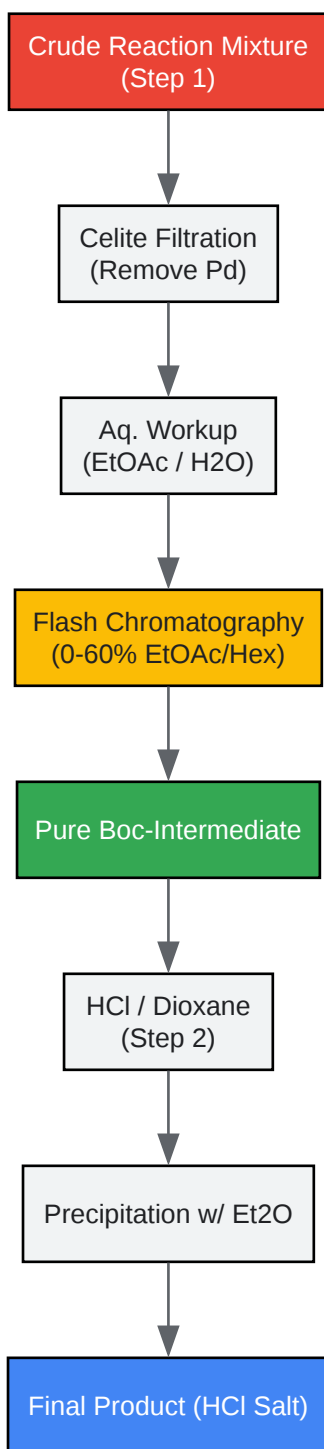 Crude Reaction Mixture
(Step 1)
Celite Filtration
(Remove Pd)
Aq. Workup
(EtOAc / H2O)
Flash Chromatography
(0-60% EtOAc/Hex)
Pure Boc-Intermediate
HCl / Dioxane
(Step 2)
Precipitation w/ Et2O
Final Product (HCl Salt)